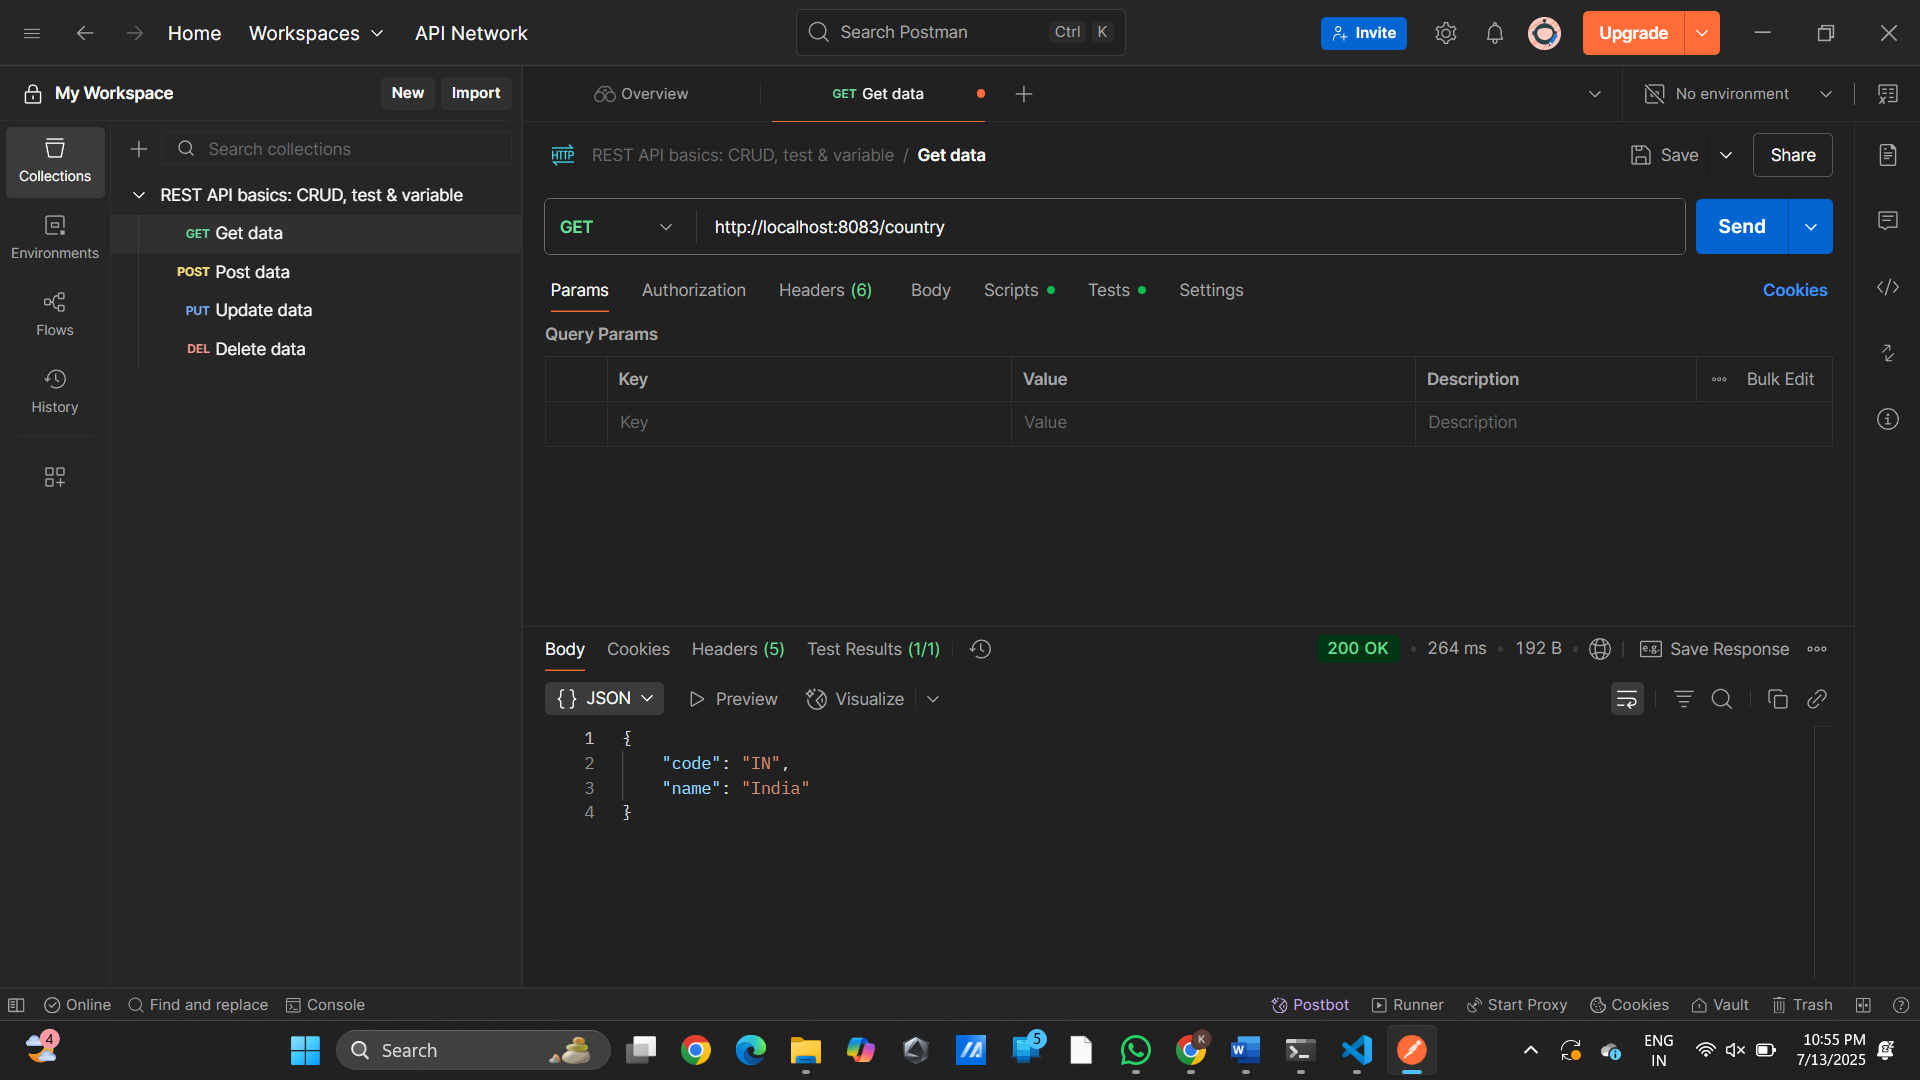 Home Workspaces API Network Search Postman Ctrl K Invite Upgrade
My Workspace New Import Overview GET Get data No environment
Collections
Environments
Flows
History
Search collections
REST API basics: CRUD, test & variable
GET Get data
POST Post data
PUT Update data
DEL Delete data
HTTP REST API basics: CRUD, test & variable / Get data Save Share
GET http://localhost:8083/country Send
Params Authorization Headers (6) Body Scripts Tests Settings Cookies
Query Params
Key Value Description Bulk Edit
Key Value Description
Body Cookies Headers (5) Test Results (1/1) 200 OK 264 ms 192 B e.g. Save Response
{} JSON Preview Visualize
1 {
2 "code": "IN",
3 "name": "India"
4 }
Online Find and replace Console Postbot Runner Start Proxy Cookies Vault Trash
4 Search 5 K ENG 10:55 PM
IN 7/13/2025